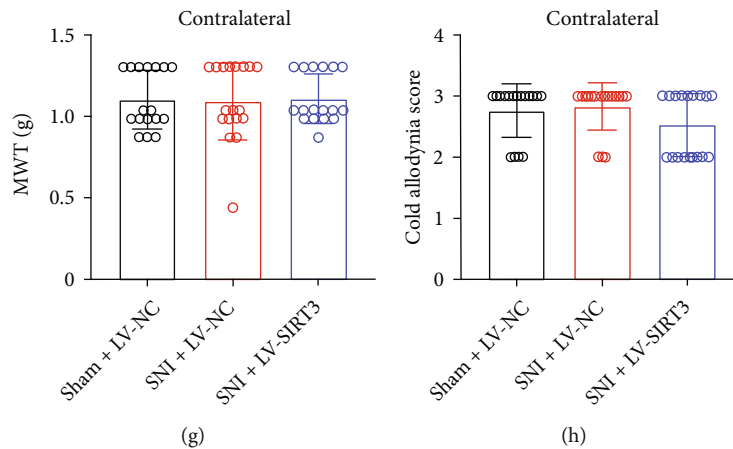 Contralateral
MWT (g)
1.5
1.0
0.5
0
Sham + LV-NC
SNI + LV-NC
SNI + LV-SIRT3
(g)
Contralateral
Cold allodynia score
4
3
2
1
0
Sham + LV-NC
SNI + LV-NC
SNI + LV-SIRT3
(h)